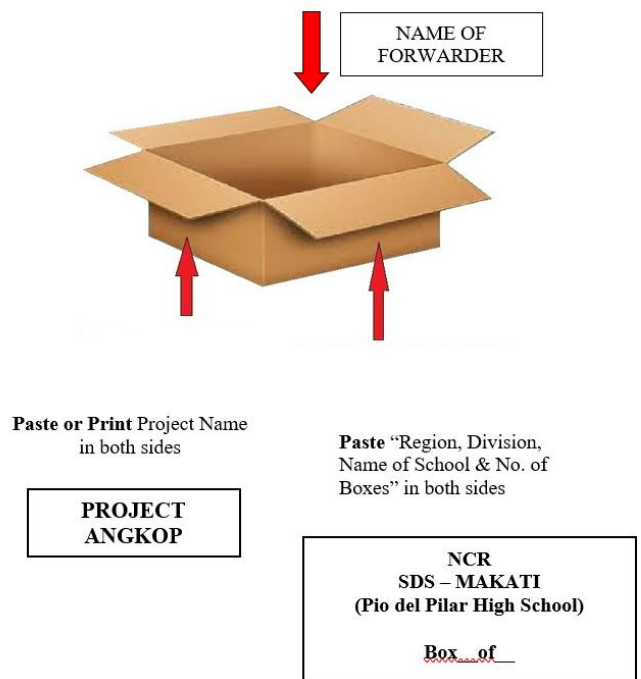 NAME OF
FORWARDER
Paste or Print Project Name
in both sides
PROJECT
ANGKOP
Paste “Region, Division,
Name of School & No. of
Boxes” in both sides
NCR
SDS – MAKATI
(Pio del Pilar High School)
Box__of__